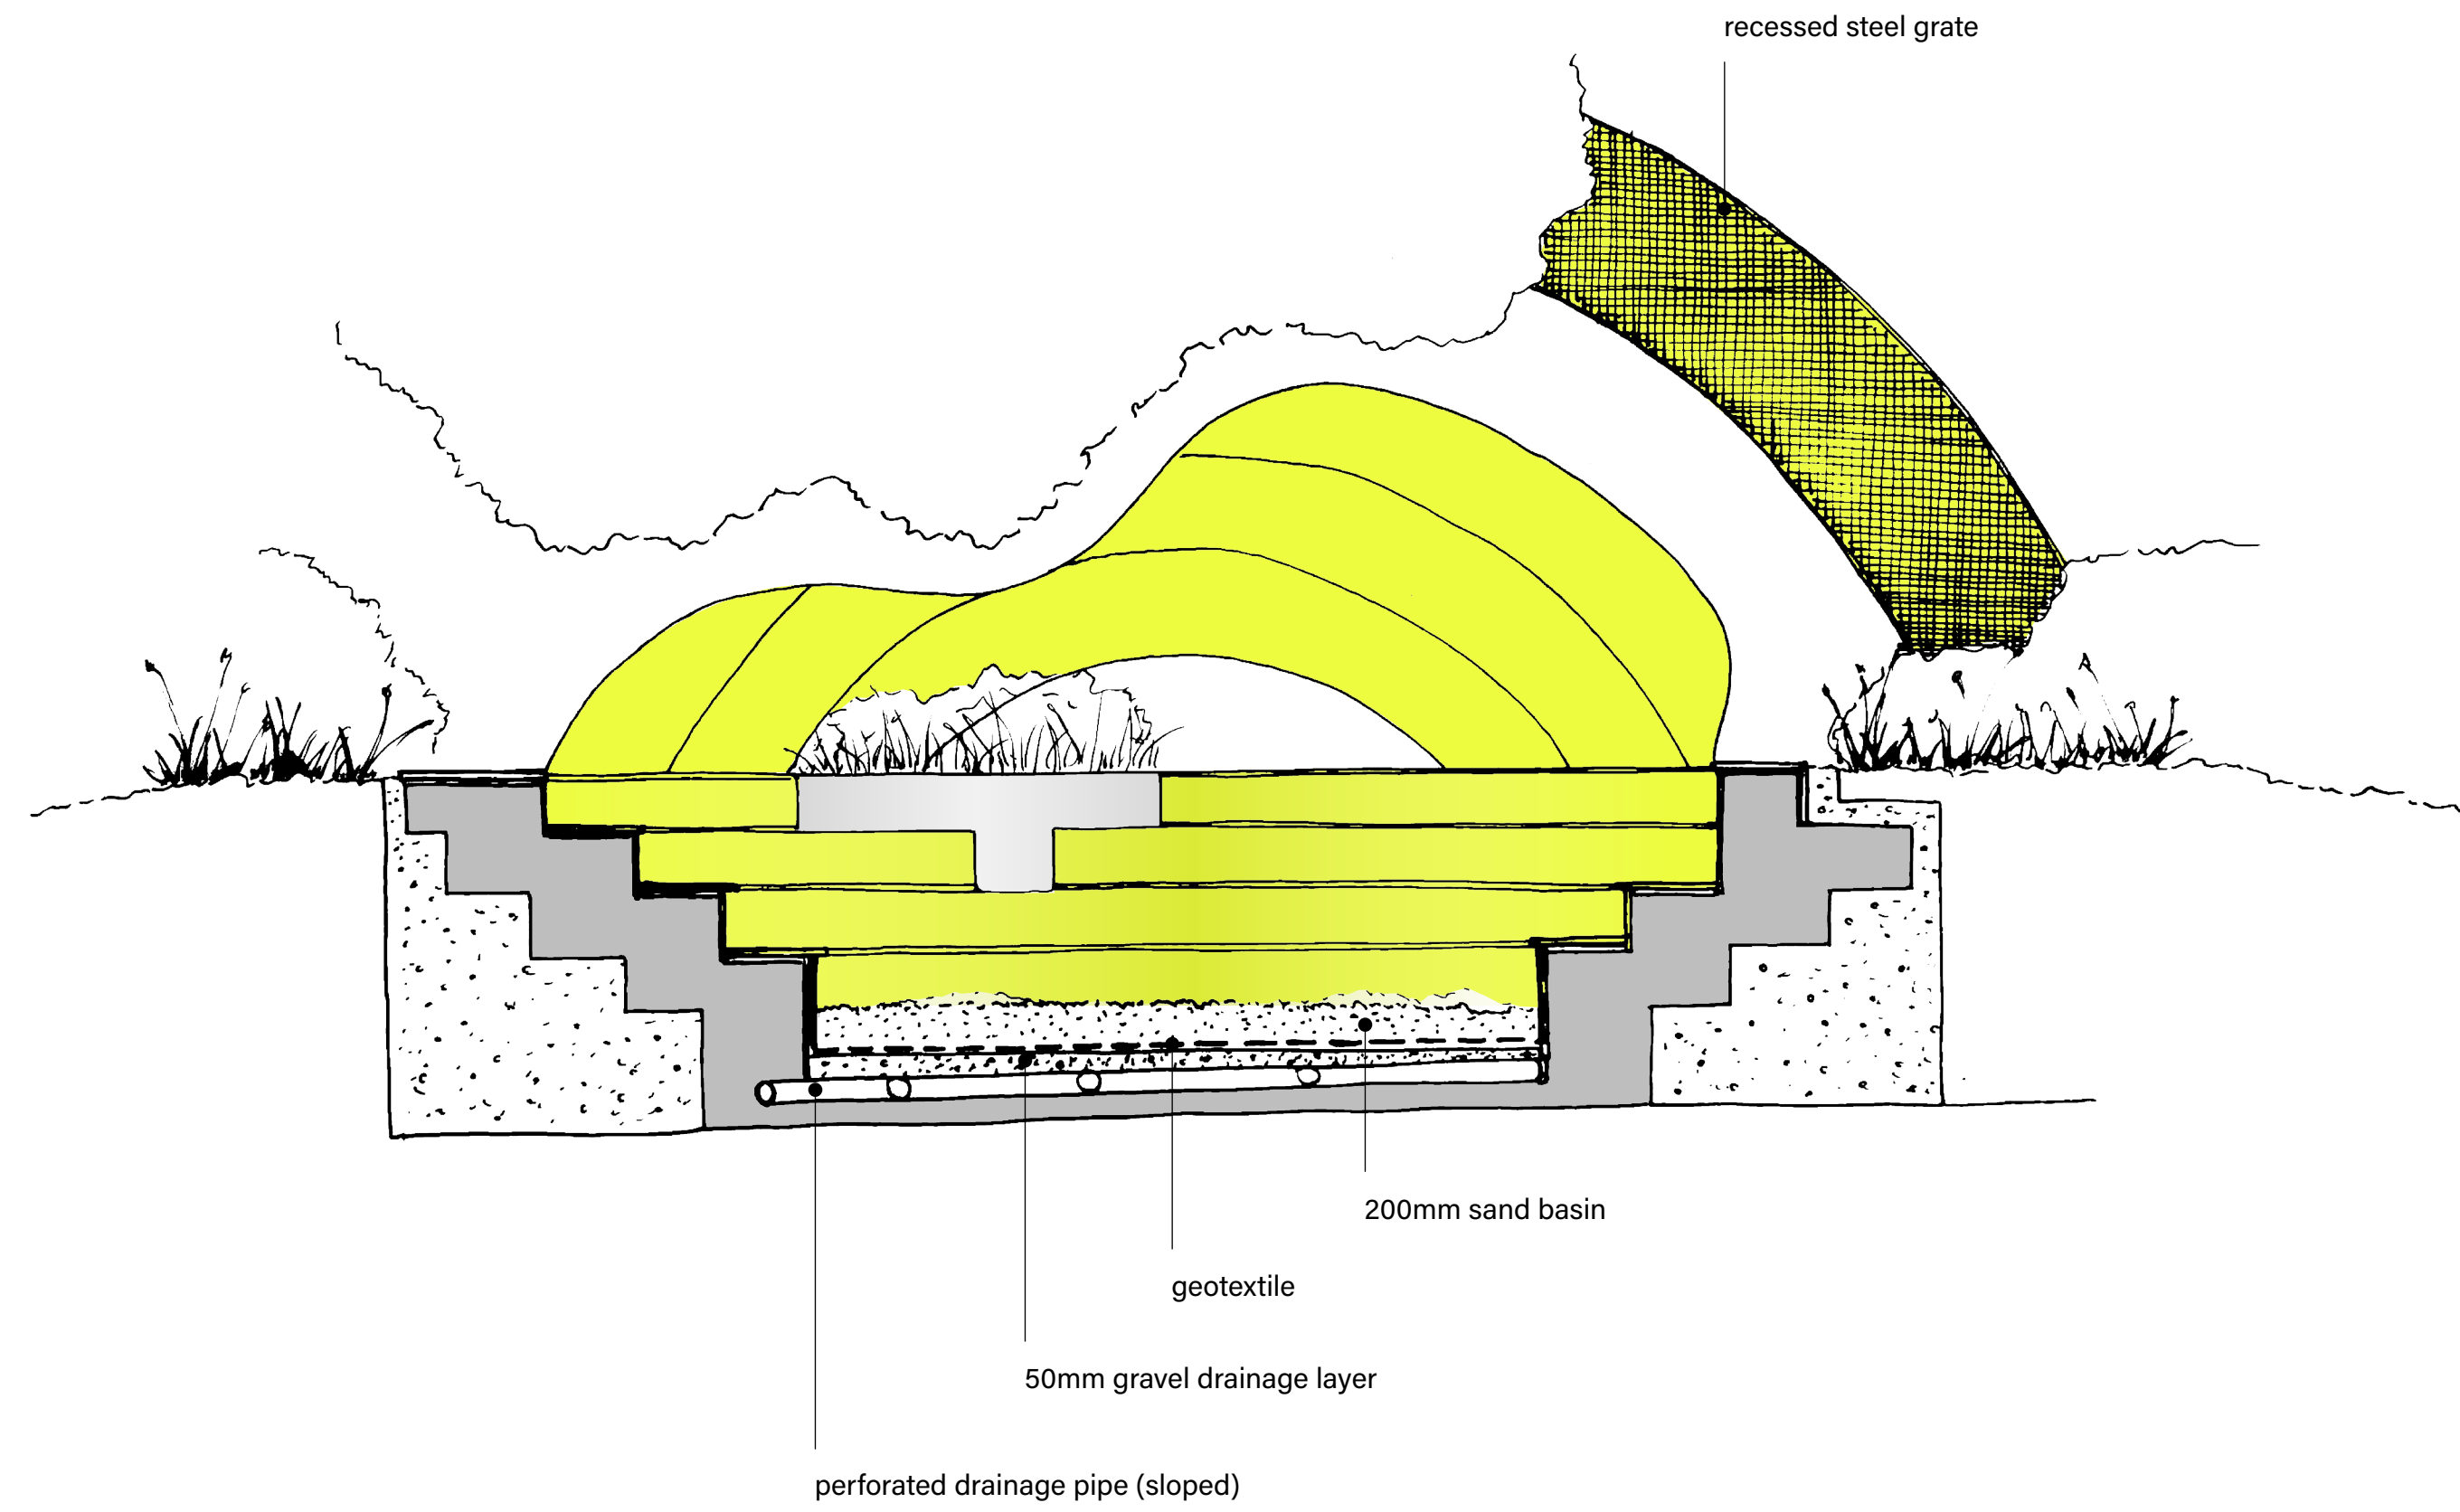 recessed steel grate
200mm sand basin
geotextile
50mm gravel drainage layer
perforated drainage pipe (sloped)